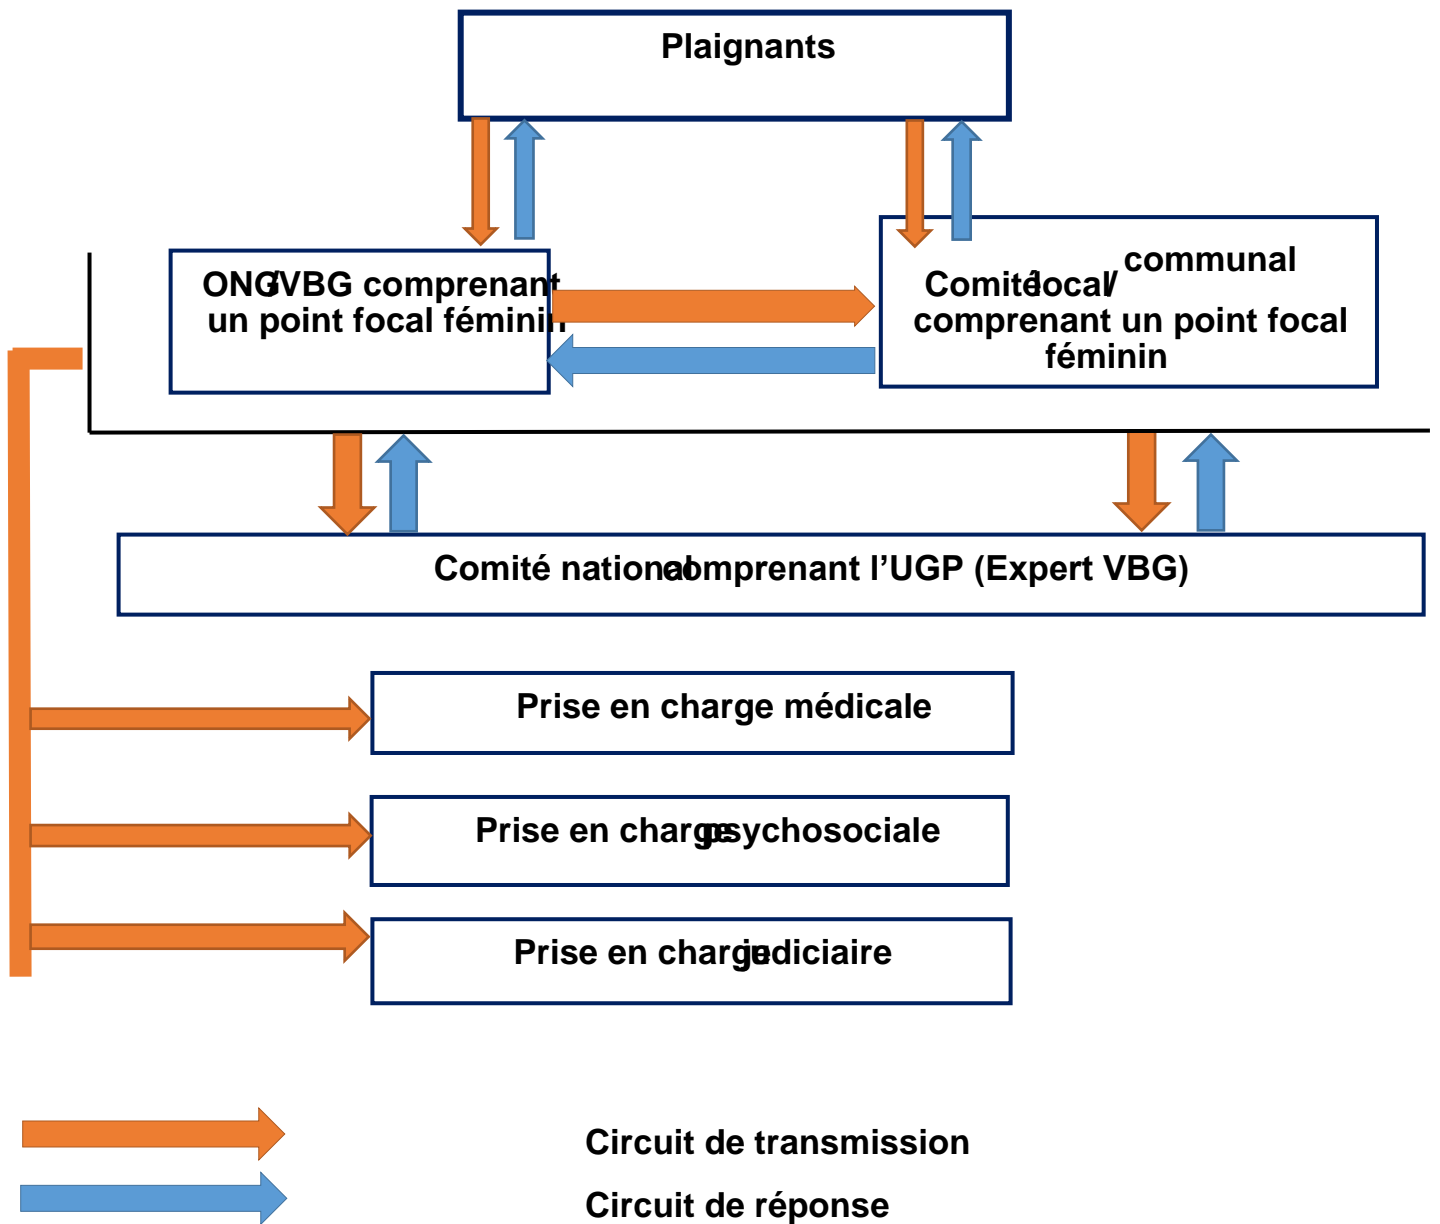 Plaignants
ONG/VBG comprenant
un point focal féminin
Comité local/ communal
comprenant un point focal
féminin
Comité national comprenant l’UGP (Expert VBG)
Prise en charge médicale
Prise en charge psychosociale
Prise en charge judiciaire
Circuit de transmission
Circuit de réponse